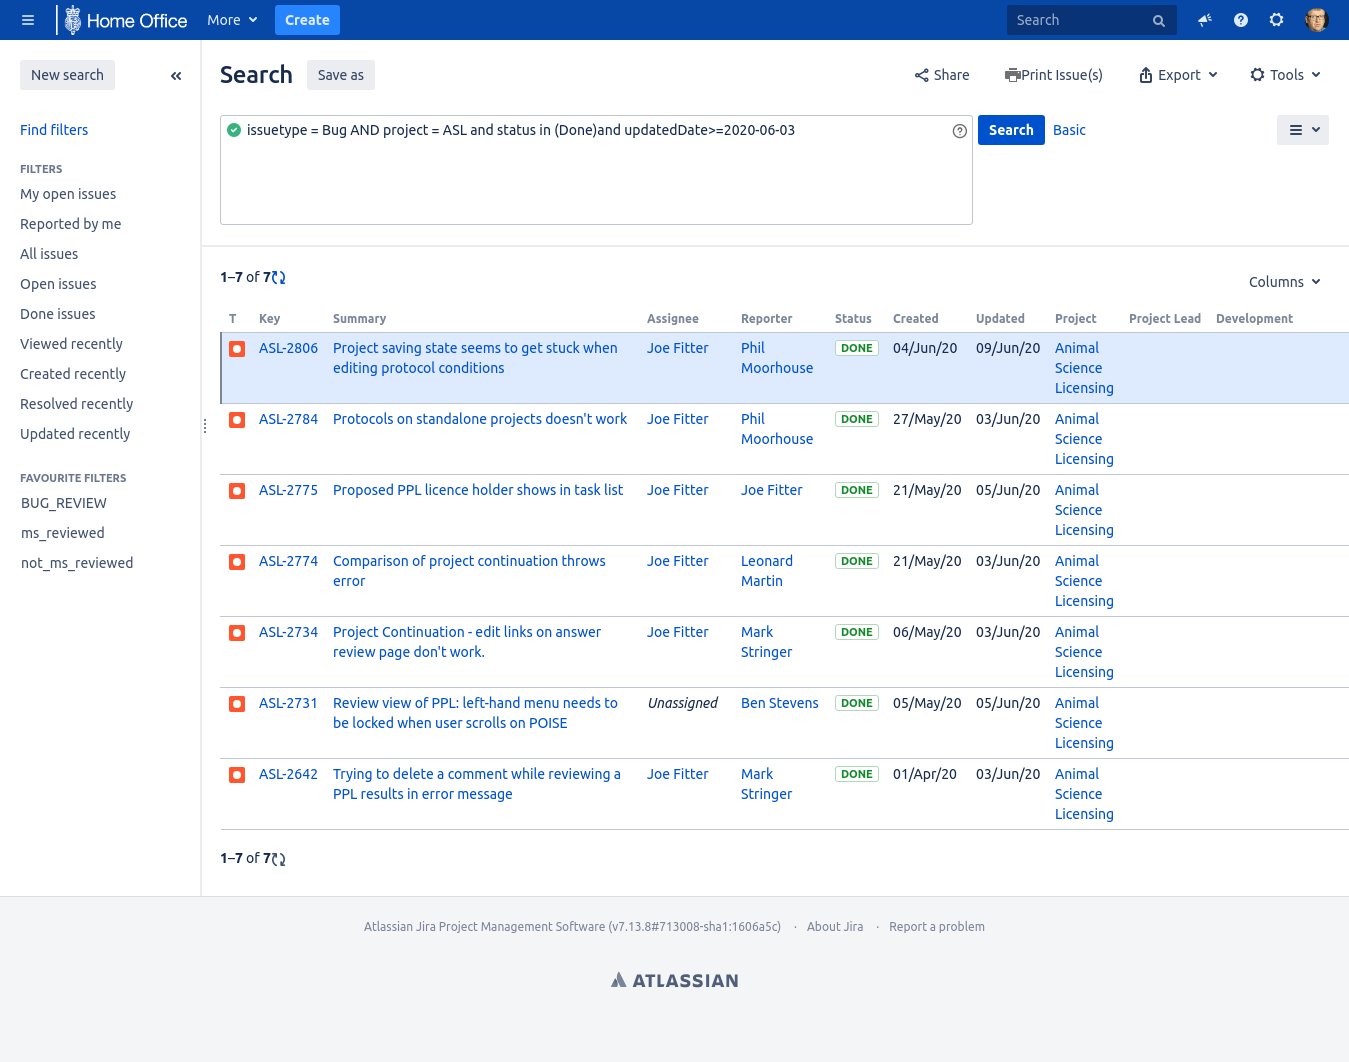 Home Office More Create Search
New search
Search Save as Share Print Issue(s) Export Tools
issuetype = Bug AND project = ASL and status in (Done)and updatedDate>=2020-06-03 Search Basic
Find filters
FILTERS
My open issues
Reported by me
All issues
Open issues
Done issues
Viewed recently
Created recently
Resolved recently
Updated recently
FAVOURITE FILTERS
BUG_REVIEW
ms_reviewed
not_ms_reviewed
1–7 of 7
Columns
T Key Summary Assignee Reporter Status Created Updated Project Project Lead Development
ASL-2806 Project saving state seems to get stuck when Joe Fitter Phil DONE 04/Jun/20 09/Jun/20 Animal
editing protocol conditions Moorhouse Science
Licensing
ASL-2784 Protocols on standalone projects doesn't work Joe Fitter Phil DONE 27/May/20 03/Jun/20 Animal
Moorhouse Science
Licensing
ASL-2775 Proposed PPL licence holder shows in task list Joe Fitter Joe Fitter DONE 21/May/20 05/Jun/20 Animal
Science
Licensing
ASL-2774 Comparison of project continuation throws Joe Fitter Leonard DONE 21/May/20 03/Jun/20 Animal
error Martin Science
Licensing
ASL-2734 Project Continuation - edit links on answer Joe Fitter Mark DONE 06/May/20 03/Jun/20 Animal
review page don't work. Stringer Science
Licensing
ASL-2731 Review view of PPL: left-hand menu needs to Unassigned Ben Stevens DONE 05/May/20 05/Jun/20 Animal
be locked when user scrolls on POISE Science
Licensing
ASL-2642 Trying to delete a comment while reviewing a Joe Fitter Mark DONE 01/Apr/20 03/Jun/20 Animal
PPL results in error message Stringer Science
Licensing
1–7 of 7
Atlassian Jira Project Management Software (v7.13.8#713008-sha1:1606a5c) · About Jira · Report a problem
ATLASSIAN